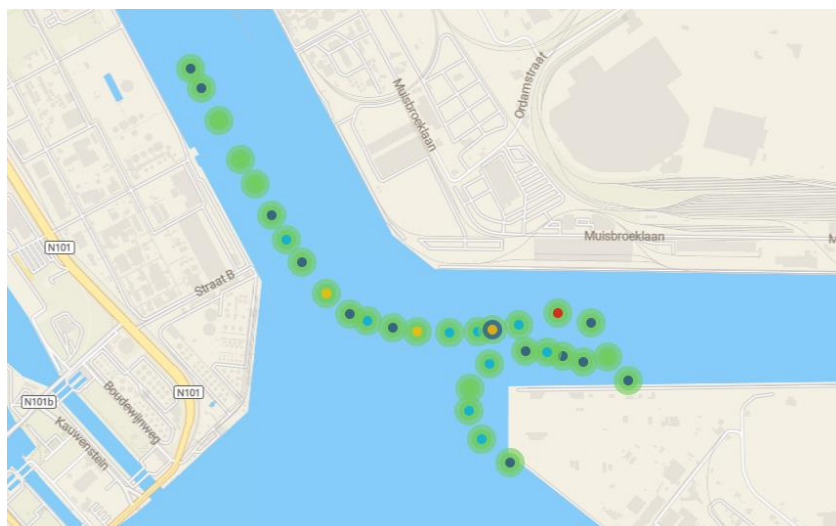 Ordamstraat
Muisbroeklaan
Muisbroeklaan
M
N101
Straat B
N101
N101b
Boudewijnweg
Kauwenstein